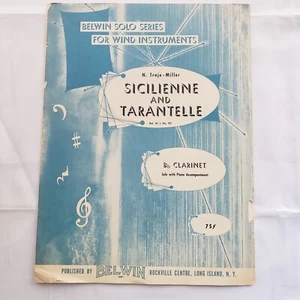 BELWIN SOLO SERIES
FOR WIND INSTRUMENTS
N. Troje-Miller
SICILIENNE
AND
TARANTELLE
B♭ CLARINET
Solo with Piano Accompaniment
75¢
PUBLISHED BY BELWIN ROCKVILLE CENTRE, LONG ISLAND, N. Y.